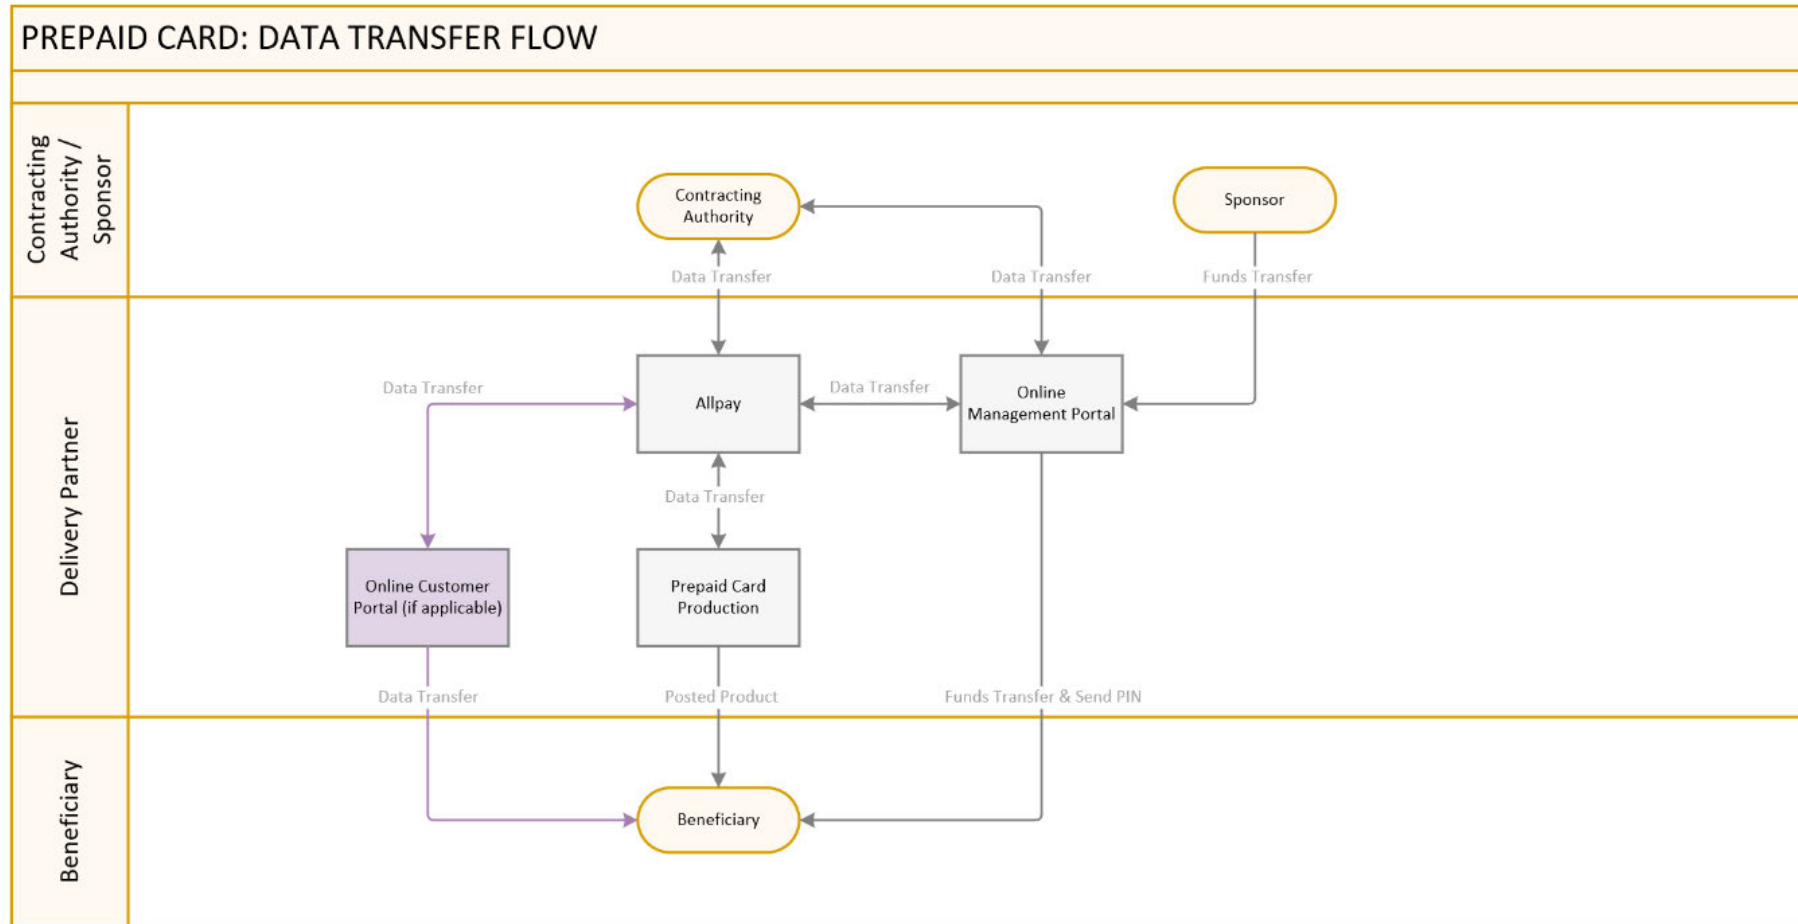 PREPAID CARD: DATA TRANSFER FLOW
Contracting
Authority /
Sponsor
Contracting
Authority
Sponsor
Data Transfer
Data Transfer
Funds Transfer
Delivery Partner
Data Transfer
Allpay
Data Transfer
Online
Management Portal
Data Transfer
Online Customer
Portal (if applicable)
Prepaid Card
Production
Data Transfer
Posted Product
Funds Transfer & Send PIN
Beneficiary
Beneficiary